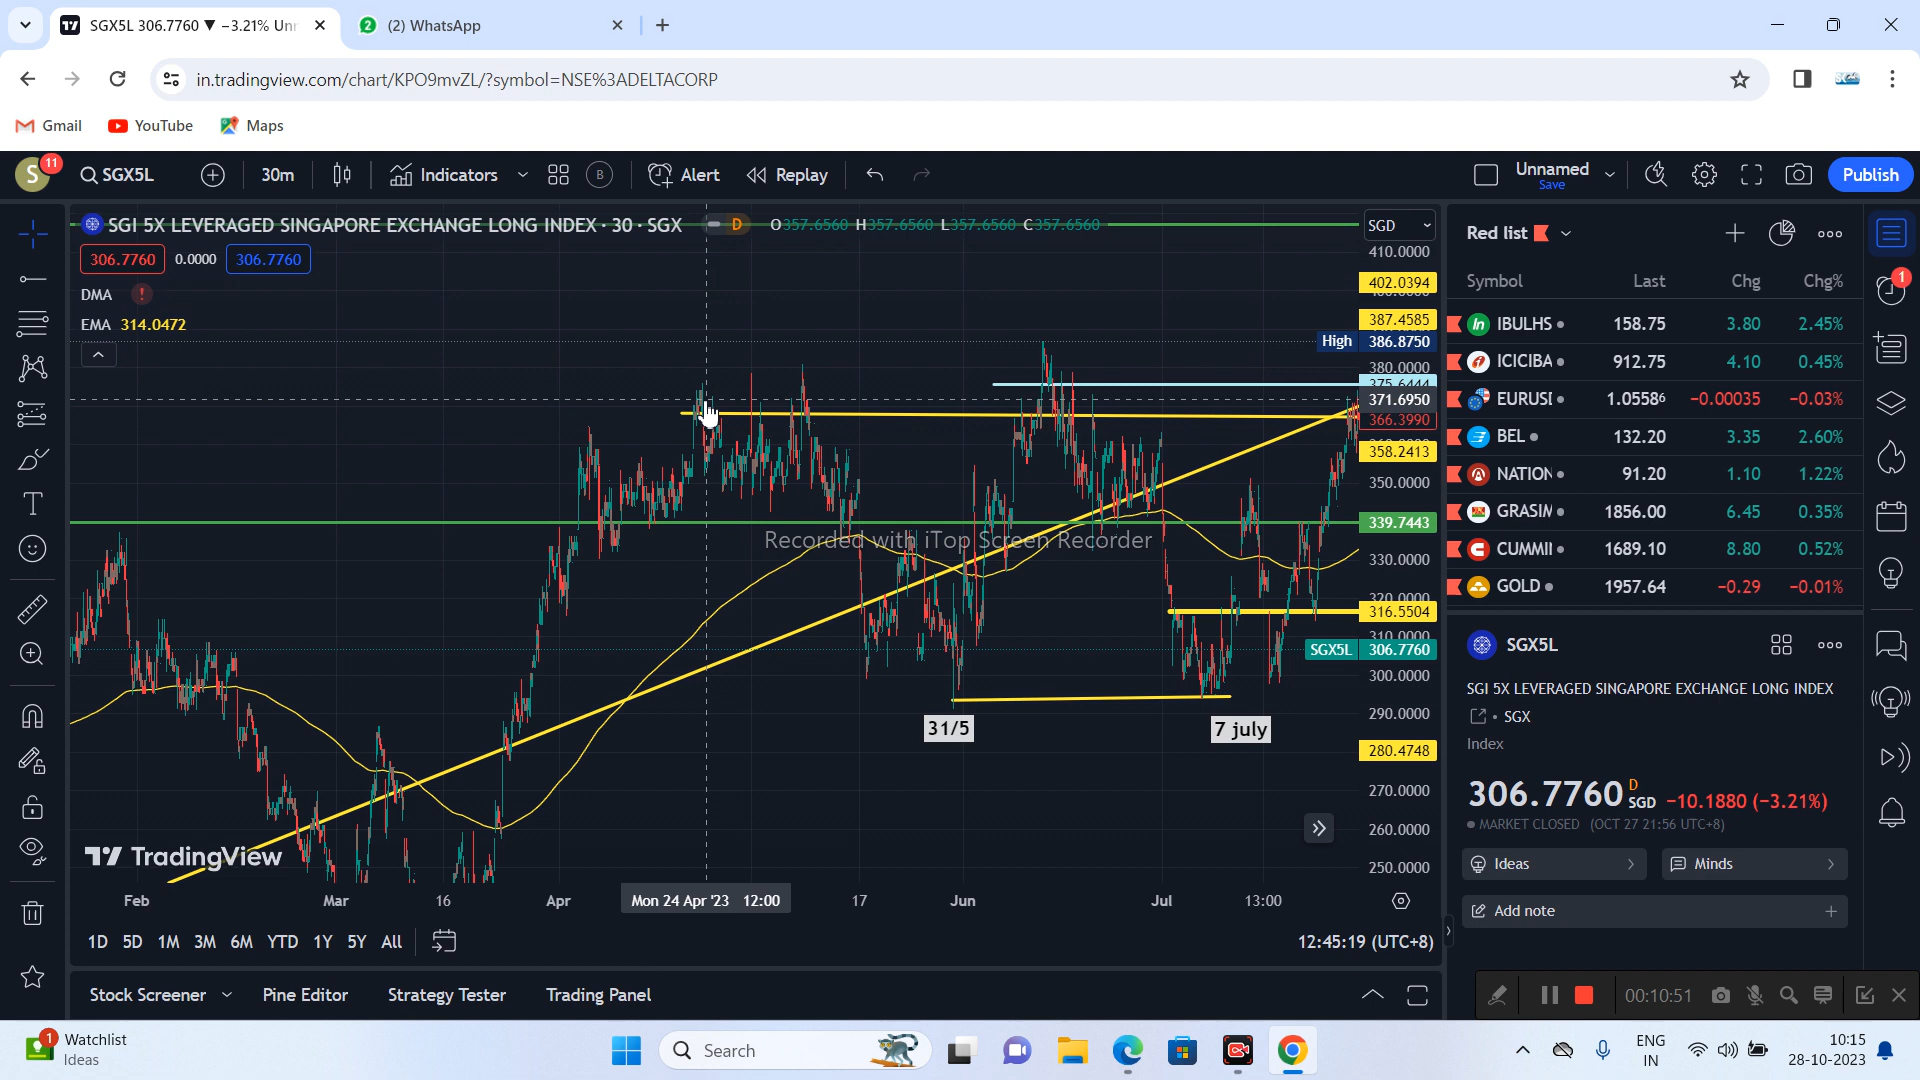 SGX5L 306.7760 ▼ −3.21% Unn
(2) WhatsApp
in.tradingview.com/chart/KPO9mvZL/?symbol=NSE%3ADELTACORP
Gmail YouTube Maps
S 11 SGX5L 30m Indicators B Alert Replay Unnamed Save Publish
SGI 5X LEVERAGED SINGAPORE EXCHANGE LONG INDEX · 30 · SGX D O357.6560 H357.6560 L357.6560 C357.6560 SGD
306.7760 0.0000 306.7760
DMA !
EMA 314.0472
410.0000
402.0394
387.4585
High 386.8750
380.0000
375.6444
371.6950
366.3990
358.2413
350.0000
339.7443
330.0000
320.0000
316.5504
310.0000
SGX5L 306.7760
300.0000
290.0000
280.4748
270.0000
260.0000
250.0000
Recorded with iTop Screen Recorder
31/5
7 july
TradingView
Feb Mar 16 Apr Mon 24 Apr '23 12:00 17 Jun Jul 13:00
1D 5D 1M 3M 6M YTD 1Y 5Y All 12:45:19 (UTC+8)
Stock Screener Pine Editor Strategy Tester Trading Panel
Red list
Symbol Last Chg Chg%
IBULHS 158.75 3.80 2.45%
ICICIBA 912.75 4.10 0.45%
EURUSI 1.05586 −0.00035 −0.03%
BEL 132.20 3.35 2.60%
NATION 91.20 1.10 1.22%
GRASIM 1856.00 6.45 0.35%
CUMMII 1689.10 8.80 0.52%
GOLD 1957.64 −0.29 −0.01%
1
SGX5L
SGI 5X LEVERAGED SINGAPORE EXCHANGE LONG INDEX
SGX
Index
306.7760 D SGD −10.1880 (−3.21%)
MARKET CLOSED (OCT 27 21:56 UTC+8)
Ideas Minds
Add note
00:10:51
1 Watchlist
Ideas
Search
ENG
IN
10:15
28-10-2023